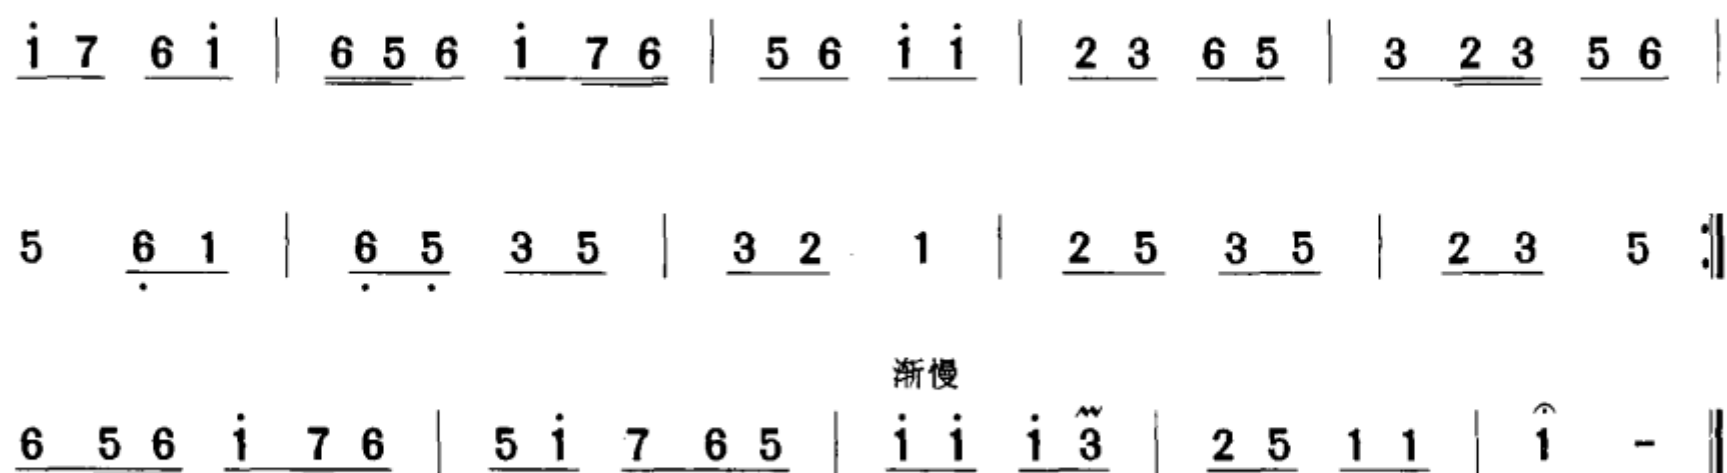 i̇ 7 6 i̇ | 6 5 6 i̇ 7 6 | 5 6 i̇ i̇ | 2 3 6 5 | 3 2 3 5 6 |
5 6̣ 1 | 6̣ 5̣ 3 5 | 3 2 1 | 2 5 3 5 | 2 3 5 :‖
渐慢
6 5 6 i̇ 7 6 | 5 i̇ 7 6 5 | i̇ i̇ i̇ 3 | 2 5 1 1 | 1 - ‖